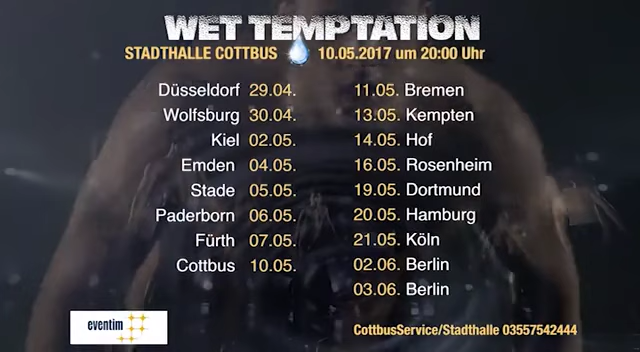 WET TEMPTATION
STADTHALLE COTTBUS 10.05.2017 um 20:00 Uhr
Düsseldorf 29.04.
Wolfsburg 30.04.
Kiel 02.05.
Emden 04.05.
Stade 05.05.
Paderborn 06.05.
Fürth 07.05.
Cottbus 10.05.
11.05. Bremen
13.05. Kempten
14.05. Hof
16.05. Rosenheim
19.05. Dortmund
20.05. Hamburg
21.05. Köln
02.06. Berlin
03.06. Berlin
eventim
CottbusService/Stadthalle 03557542444